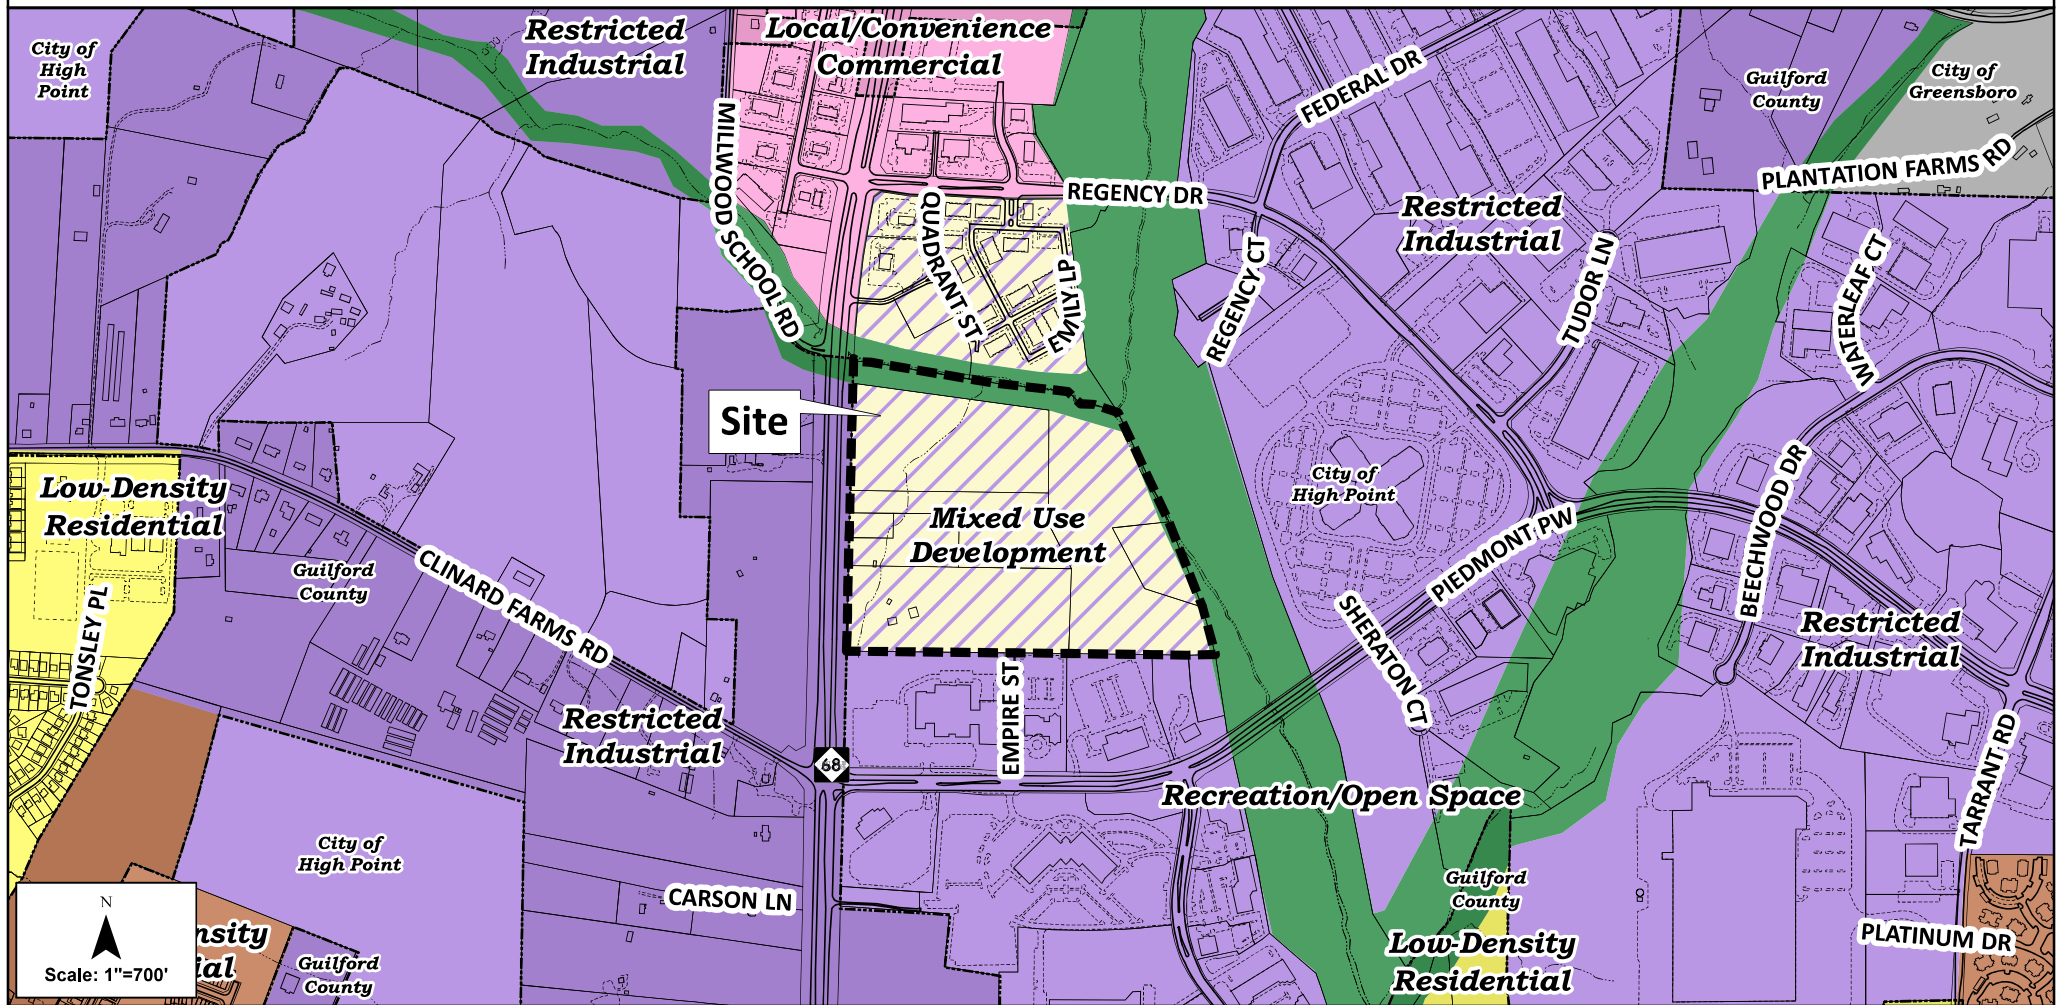 City of
High
Point
Restricted
Industrial
Local/Convenience
Commercial
FEDERAL DR
Guilford
County
City of
Greensboro
PLANTATION FARMS RD
MILLWOOD SCHOOL RD
QUADRANT ST
EMILY LP
REGENCY DR
REGENCY CT
Restricted
Industrial
TUDOR LN
WATERLEAF CT
Site
Low-Density
Residential
TONSLEY PL
Guilford
County
CLINARD FARMS RD
Mixed Use
Development
City of
High Point
PIEDMONT PW
BEECHWOOD DR
SHERATON CT
Restricted
Industrial
EMPIRE ST
Restricted
Industrial
68
Recreation/Open Space
TARRANT RD
City of
High Point
CARSON LN
Guilford
County
Low-Density
Residential
PLATINUM DR
nsity
ial
Guilford
County
N
Scale: 1"=700'